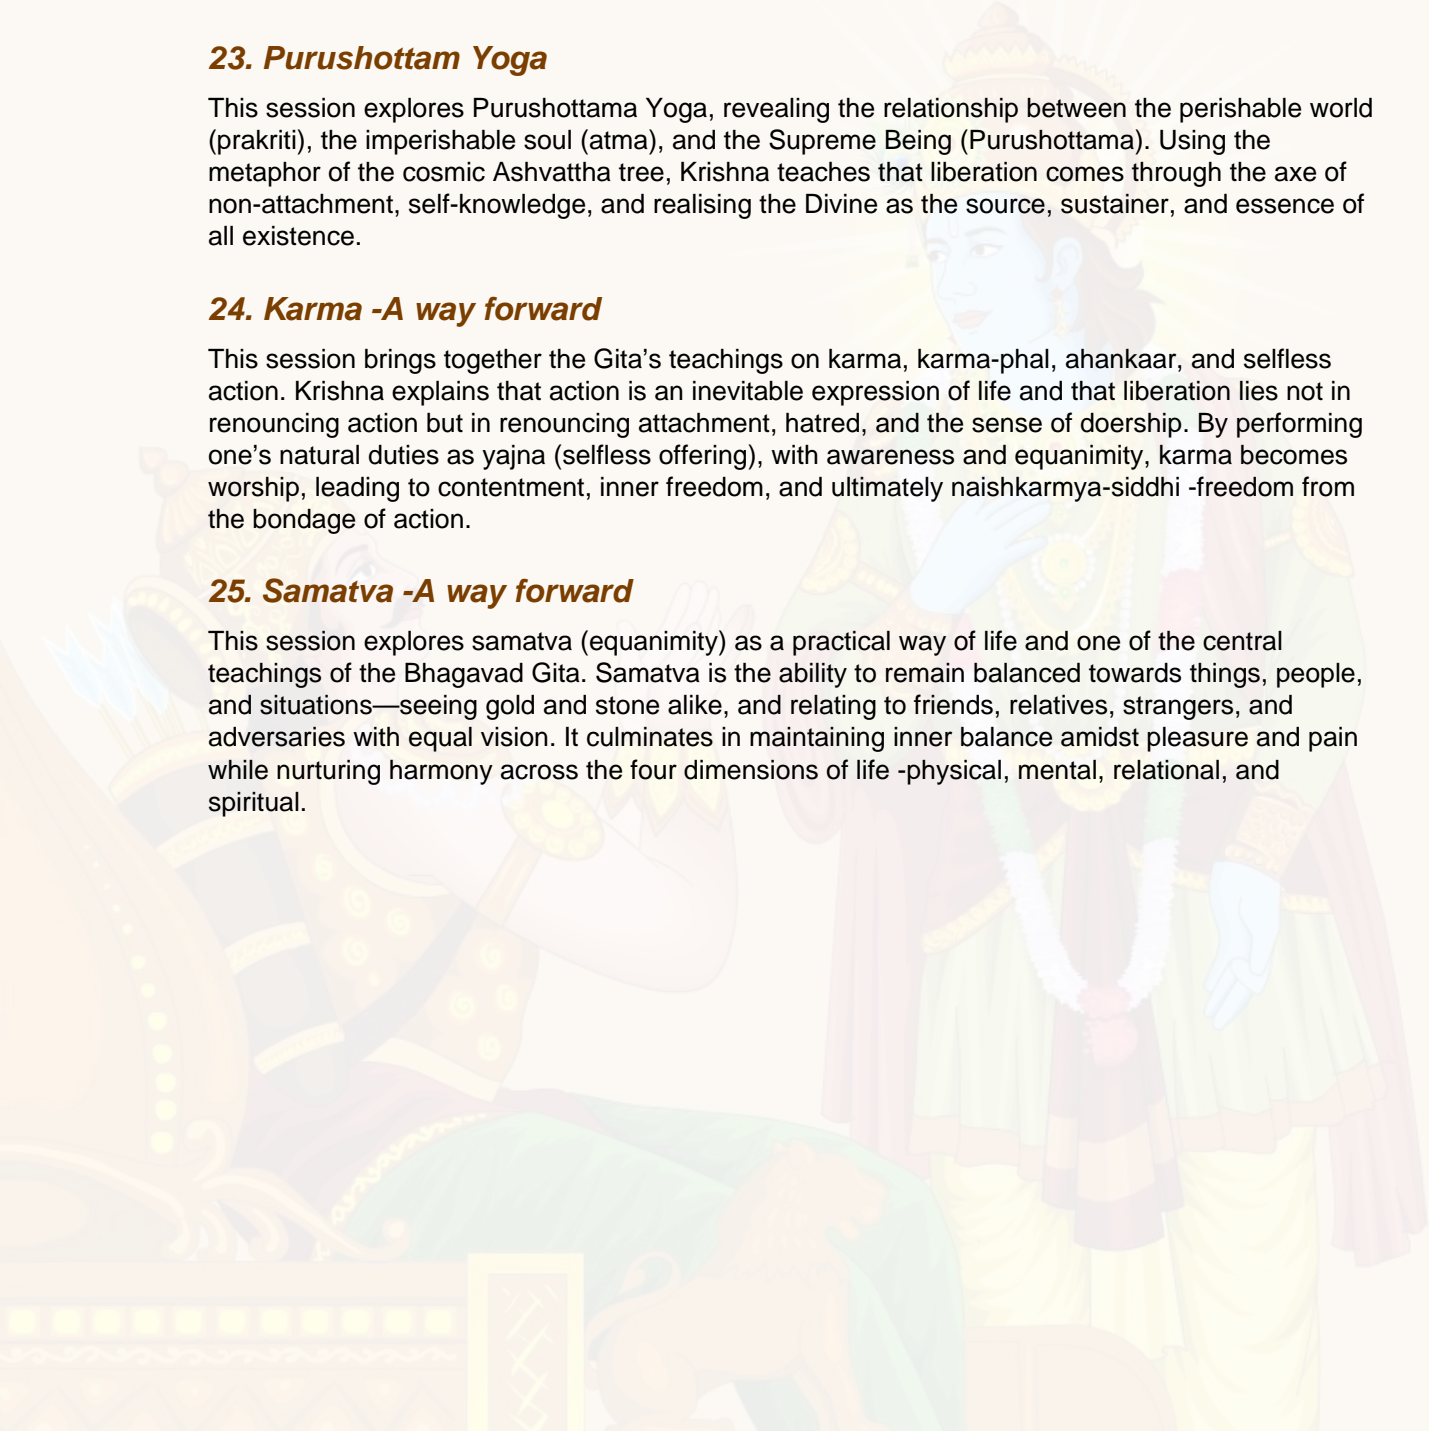 23. Purushottam Yoga
This session explores Purushottama Yoga, revealing the relationship between the perishable world
(prakriti), the imperishable soul (atma), and the Supreme Being (Purushottama). Using the
metaphor of the cosmic Ashvattha tree, Krishna teaches that liberation comes through the axe of
non-attachment, self-knowledge, and realising the Divine as the source, sustainer, and essence of
all existence.
24. Karma -A way forward
This session brings together the Gita’s teachings on karma, karma-phal, ahankaar, and selfless
action. Krishna explains that action is an inevitable expression of life and that liberation lies not in
renouncing action but in renouncing attachment, hatred, and the sense of doership. By performing
one’s natural duties as yajna (selfless offering), with awareness and equanimity, karma becomes
worship, leading to contentment, inner freedom, and ultimately naishkarmya-siddhi -freedom from
the bondage of action.
25. Samatva -A way forward
This session explores samatva (equanimity) as a practical way of life and one of the central
teachings of the Bhagavad Gita. Samatva is the ability to remain balanced towards things, people,
and situations—seeing gold and stone alike, and relating to friends, relatives, strangers, and
adversaries with equal vision. It culminates in maintaining inner balance amidst pleasure and pain
while nurturing harmony across the four dimensions of life -physical, mental, relational, and
spiritual.